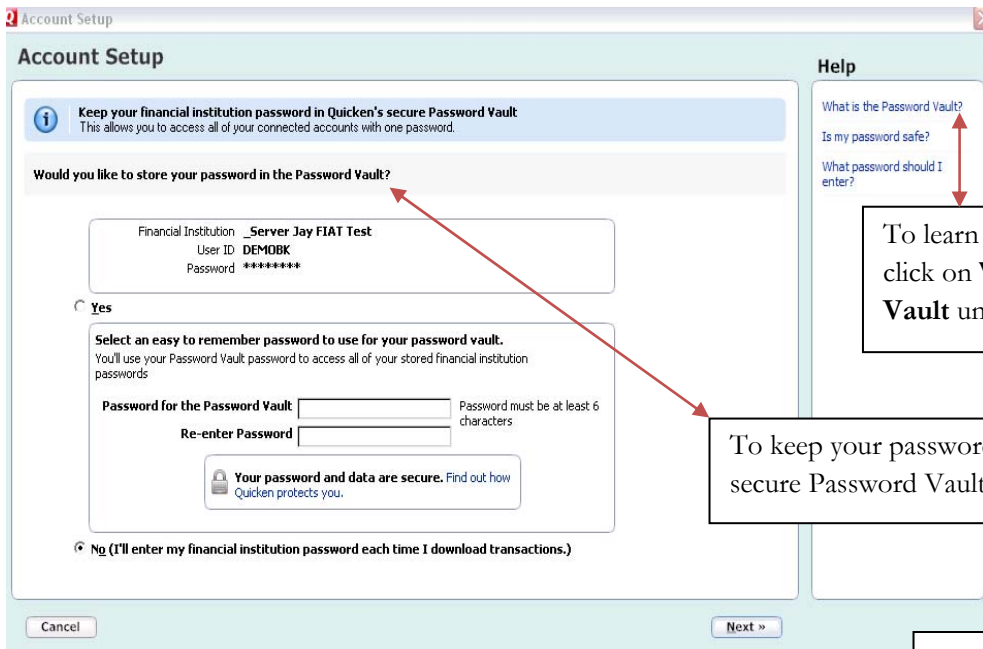 Account Setup
Account Setup
Keep your financial institution password in Quicken's secure Password Vault
This allows you to access all of your connected accounts with one password.
Would you like to store your password in the Password Vault?
Financial Institution _Server Jay FIAT Test
User ID DEMOBK
Password ********
Yes
Select an easy to remember password to use for your password vault.
You'll use your Password Vault password to access all of your stored financial institution
passwords
Password for the Password Vault
Password must be at least 6
characters
Re-enter Password
Your password and data are secure. Find out how
Quicken protects you.
No (I'll enter my financial institution password each time I download transactions.)
Cancel
Next »
Help
What is the Password Vault?
Is my password safe?
What password should I
enter?
To learn
click on
Vault
To keep your
secure Password Vault